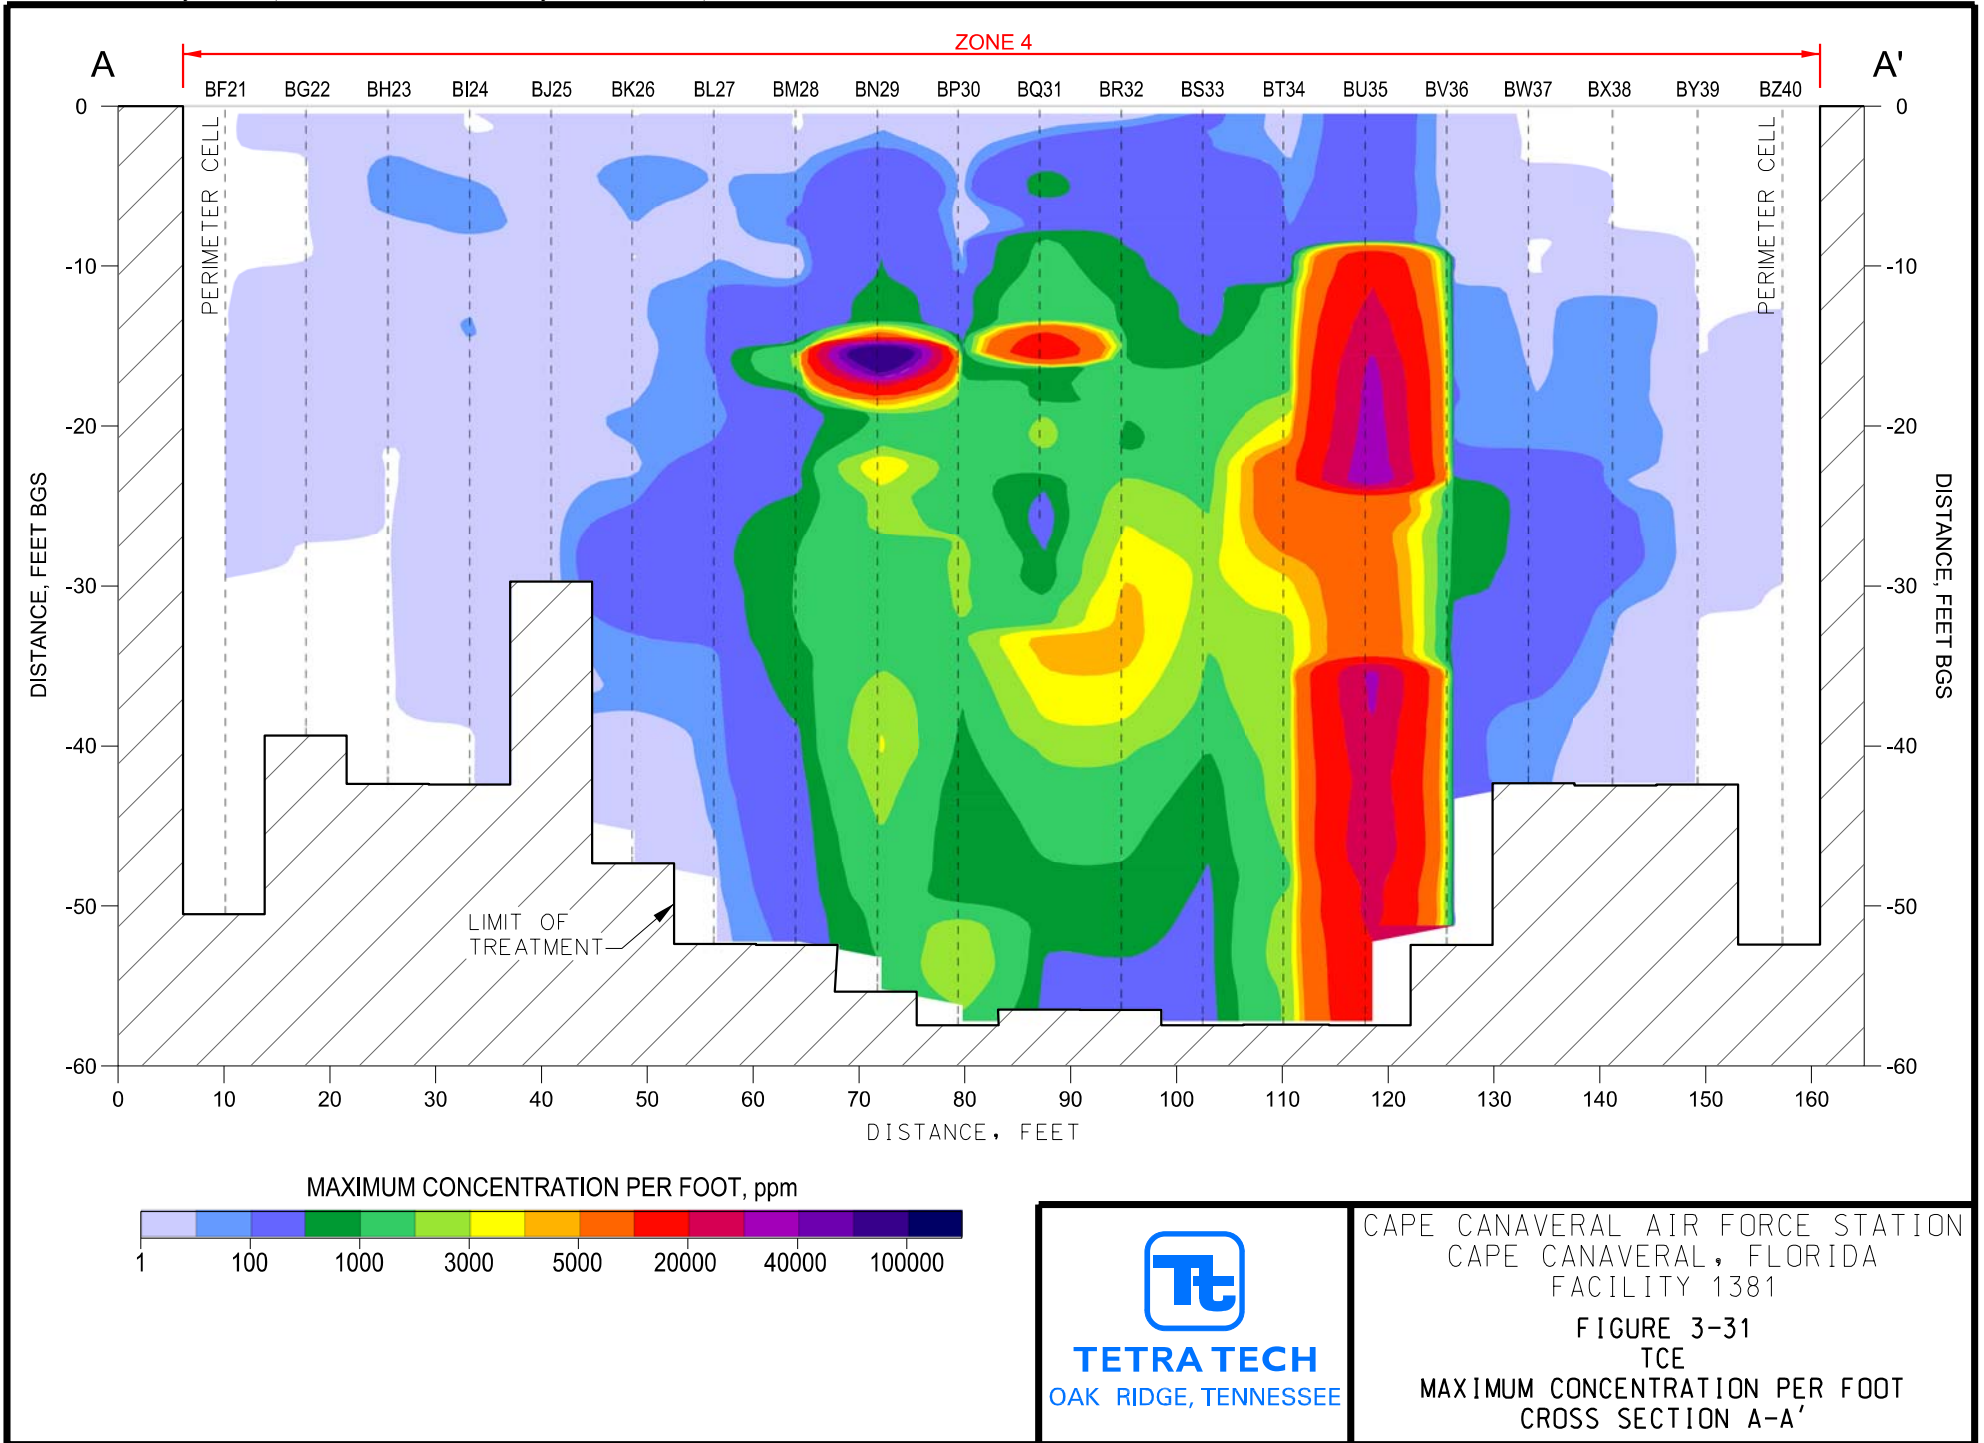 ZONE 4
A
A'
BF21 BG22 BH23 BI24 BJ25 BK26 BL27 BM28 BN29 BP30 BQ31 BR32 BS33 BT34 BU35 BV36 BW37 BX38 BY39 BZ40
0
-10
-20
-30
-40
-50
-60
DISTANCE, FEET BGS
PERIMETER CELL
PERIMETER CELL
0
-10
-20
-30
-40
-50
-60
DISTANCE, FEET BGS
LIMIT OF
TREATMENT
0 10 20 30 40 50 60 70 80 90 100 110 120 130 140 150 160
DISTANCE, FEET
MAXIMUM CONCENTRATION PER FOOT, ppm
1 100 1000 3000 5000 20000 40000 100000
Tt
TETRA TECH
OAK RIDGE, TENNESSEE
CAPE CANAVERAL AIR FORCE STATION
CAPE CANAVERAL, FLORIDA
FACILITY 1381
FIGURE 3-31
TCE
MAXIMUM CONCENTRATION PER FOOT
CROSS SECTION A-A'